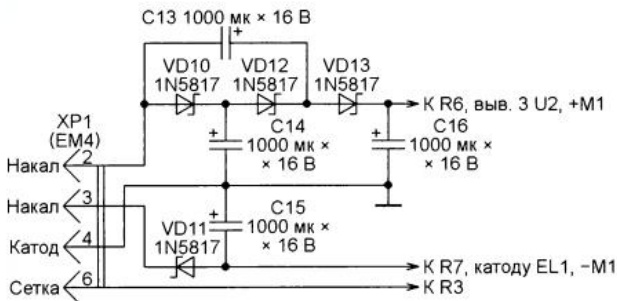 C13 1000 мк × 16 В
+
VD10 VD12 VD13
1N5817 1N5817 1N5817
К R6, выв. 3 U2, +M1
XP1
(EM4)
+ C14
1000 мк ×
× 16 В
+ C16
1000 мк ×
× 16 В
Накал 2
Накал 3
+ C15
1000 мк ×
× 16 В
VD11
1N5817
Катод 4
К R7, катоду EL1, −M1
Сетка 6
К R3